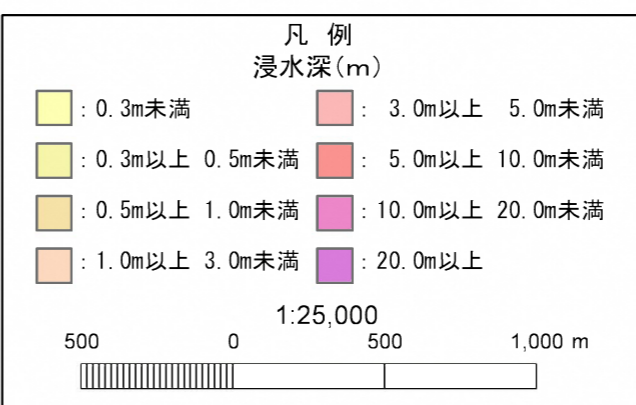 凡 例
浸水深(m)
: 0.3m未満
: 0.3m以上 0.5m未満
: 0.5m以上 1.0m未満
: 1.0m以上 3.0m未満
: 3.0m以上 5.0m未満
: 5.0m以上 10.0m未満
: 10.0m以上 20.0m未満
: 20.0m以上
1:25,000
500 0 500 1,000 m